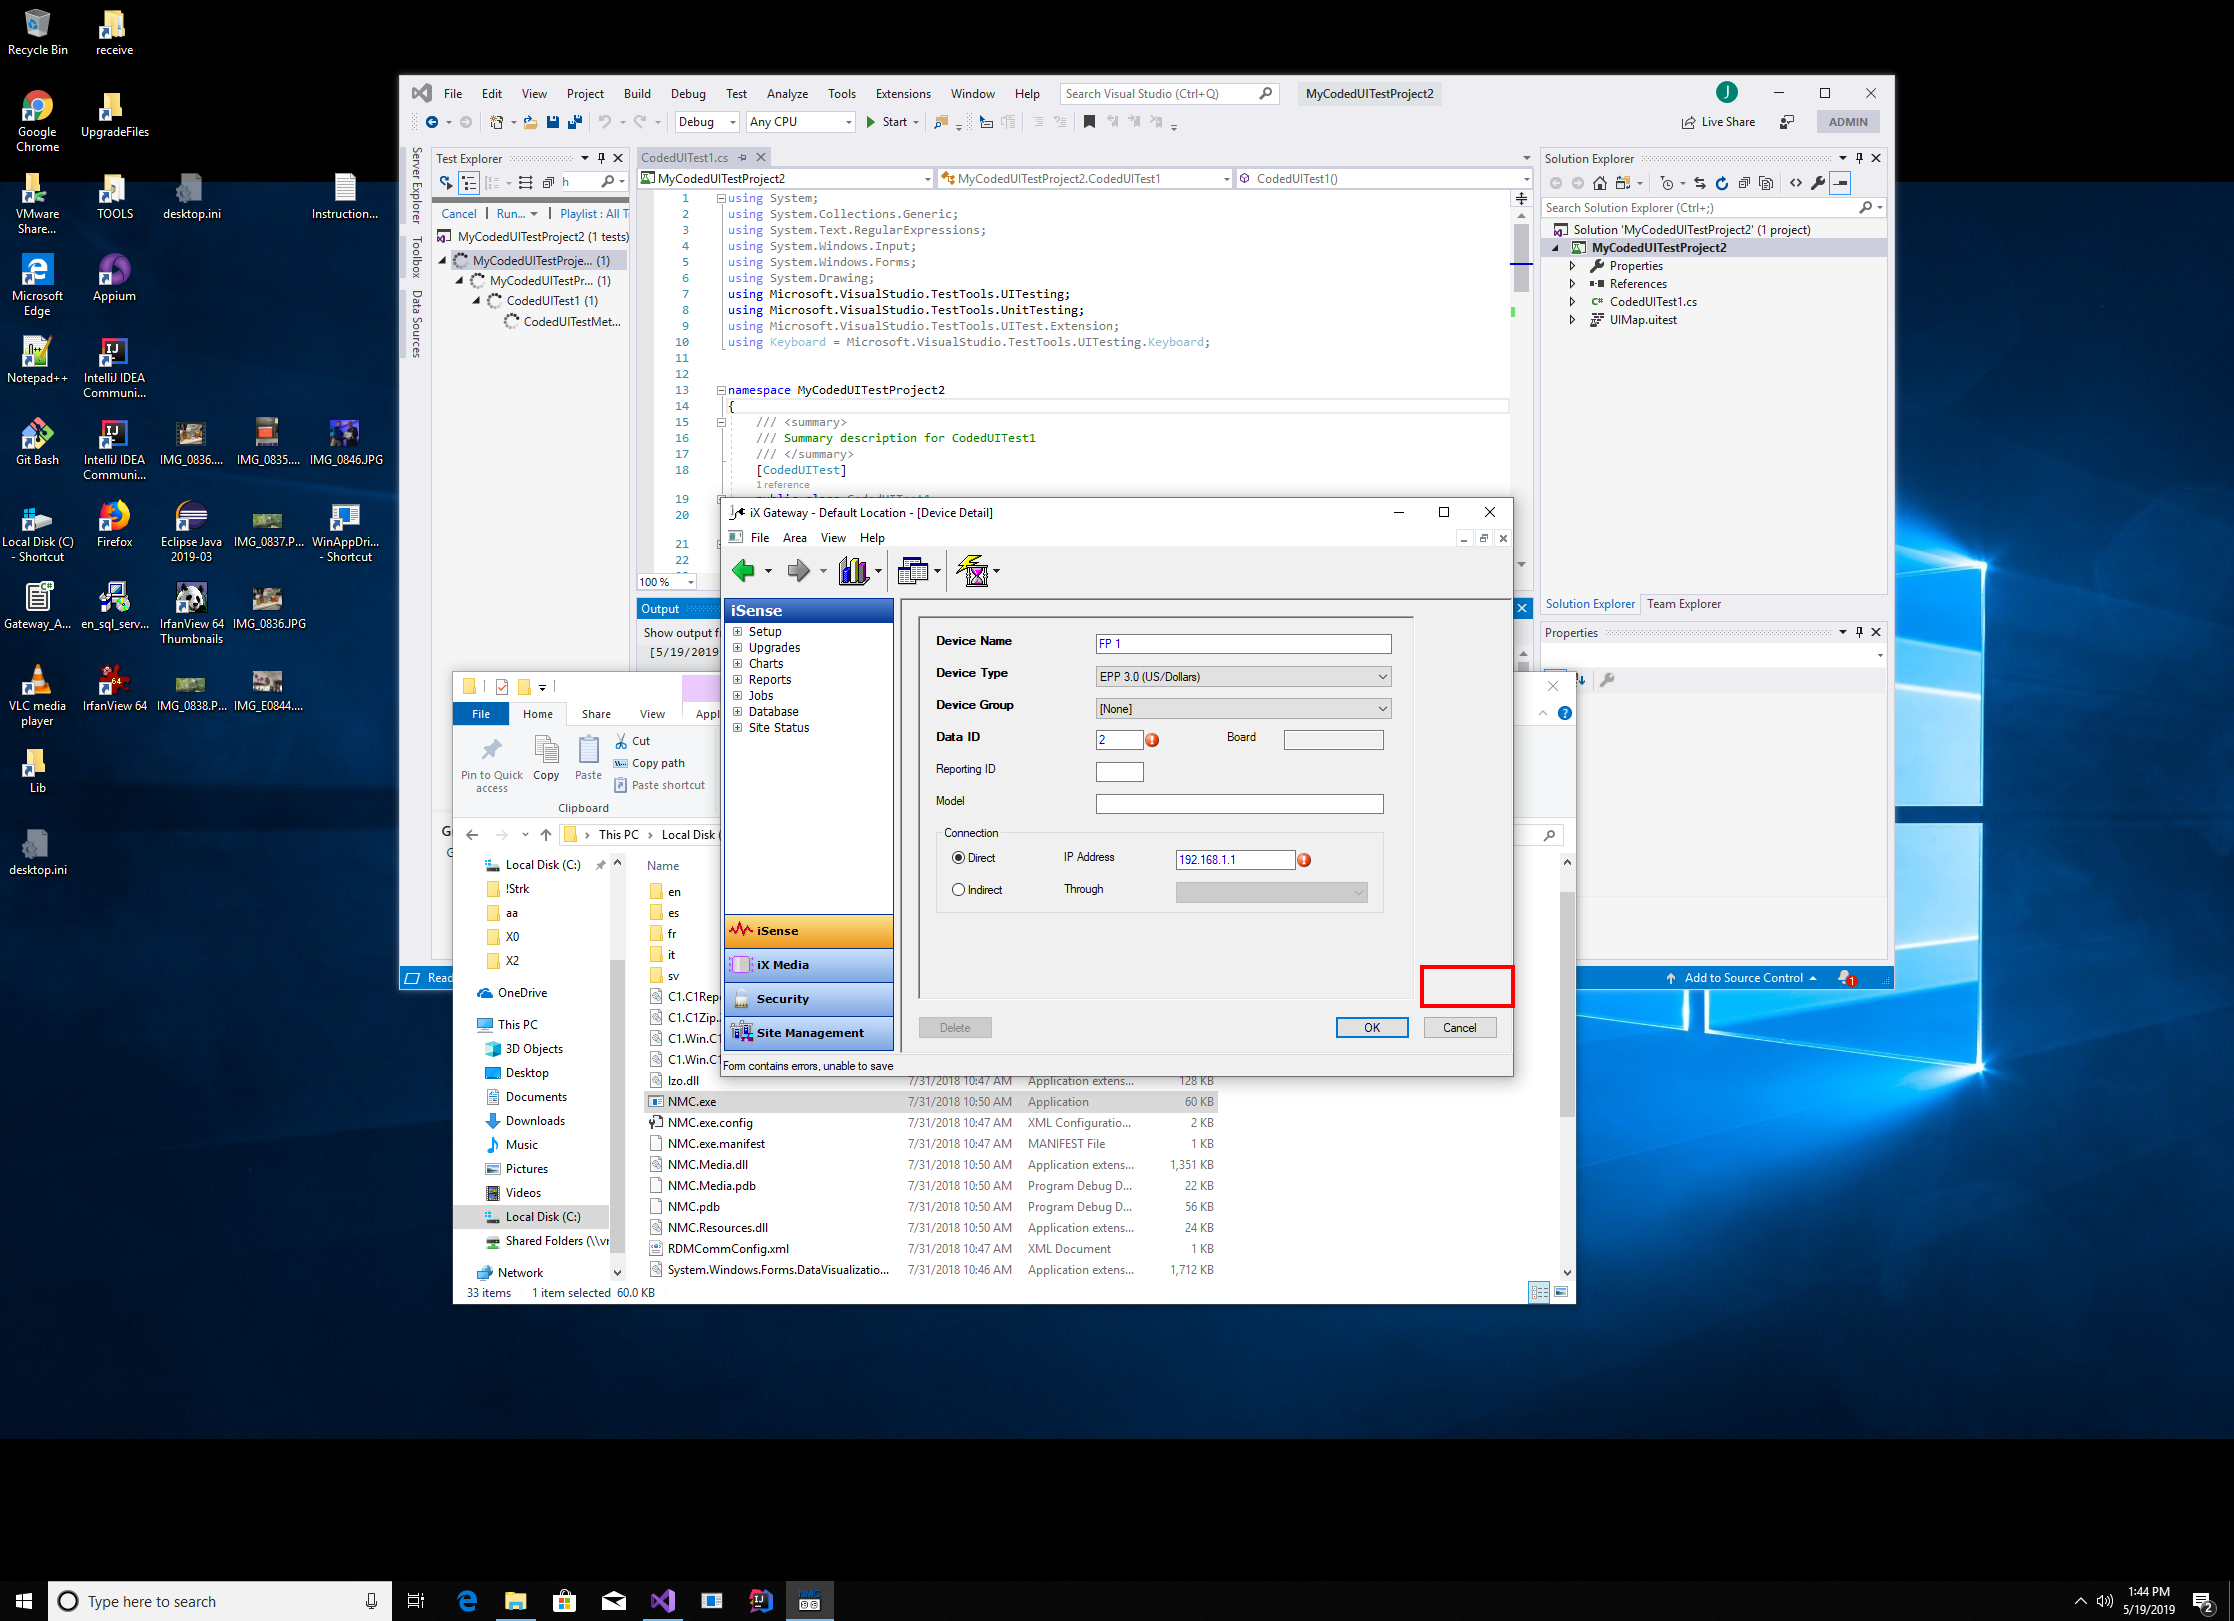 Recycle Bin
receive
Google Chrome
UpgradeFiles
VMware Share...
TOOLS
desktop.ini
Instruction...
Microsoft Edge
Appium
Notepad++
IntelliJ IDEA Communi...
Git Bash
IntelliJ IDEA Communi...
IMG_0836....
IMG_0835....
IMG_0846.JPG
Local Disk (C) - Shortcut
Firefox
Eclipse Java 2019-03
IMG_0837.P...
WinAppDri... - Shortcut
Gateway_A...
en_sql_serv...
IrfanView 64 Thumbnails
IMG_0836.JPG
VLC media player
IrfanView 64
IMG_0838.P...
IMG_E0844....
Lib
desktop.ini
File Edit View Project Build Debug Test Analyze Tools Extensions Window Help
Search Visual Studio (Ctrl+Q)
MyCodedUITestProject2
J
Debug
Any CPU
Start
Live Share
ADMIN
Server Explorer
Toolbox
Data Sources
Test Explorer
h
Cancel | Run... | Playlist : All T
MyCodedUITestProject2 (1 tests)
MyCodedUITestProje... (1)
MyCodedUITestPr... (1)
CodedUITest1 (1)
CodedUITestMet...
CodedUITest1.cs
MyCodedUITestProject2
MyCodedUITestProject2.CodedUITest1
CodedUITest1()
1 using System;
2 using System.Collections.Generic;
3 using System.Text.RegularExpressions;
4 using System.Windows.Input;
5 using System.Windows.Forms;
6 using System.Drawing;
7 using Microsoft.VisualStudio.TestTools.UITesting;
8 using Microsoft.VisualStudio.TestTools.UnitTesting;
9 using Microsoft.VisualStudio.TestTools.UITest.Extension;
10 using Keyboard = Microsoft.VisualStudio.TestTools.UITesting.Keyboard;
11
12
13 namespace MyCodedUITestProject2
14 {
15 /// <summary>
16 /// Summary description for CodedUITest1
17 /// </summary>
18 [CodedUITest]
1 reference
19
20
21
22
100 %
Output
Show output f
[5/19/2019
Solution Explorer
Search Solution Explorer (Ctrl+;)
Solution 'MyCodedUITestProject2' (1 project)
MyCodedUITestProject2
Properties
References
CodedUITest1.cs
UIMap.uitest
Solution Explorer Team Explorer
Properties
Add to Source Control
1
Read
iX Gateway - Default Location - [Device Detail]
File Area View Help
iSense
Setup
Upgrades
Charts
Reports
Jobs
Database
Site Status
iSense
iX Media
Security
Site Management
Device Name FP 1
Device Type EPP 3.0 (US/Dollars)
Device Group [None]
Data ID 2 Board
Reporting ID
Model
Connection
Direct IP Address 192.168.1.1
Indirect Through
Delete OK Cancel
Form contains errors, unable to save
File Home Share View Appl
Pin to Quick access
Copy
Paste
Cut
Copy path
Paste shortcut
Clipboard
This PC > Local Disk (
Local Disk (C:)
!Strk
aa
X0
X2
OneDrive
This PC
3D Objects
Desktop
Documents
Downloads
Music
Pictures
Videos
Local Disk (C:)
Shared Folders (\\vr
Network
Name
en
es
fr
it
sv
C1.C1Rep
C1.C1Zip.
C1.Win.C1
C1.Win.C1
lzo.dll 7/31/2018 10:47 AM Application extens... 128 KB
NMC.exe 7/31/2018 10:50 AM Application 60 KB
NMC.exe.config 7/31/2018 10:47 AM XML Configuratio... 2 KB
NMC.exe.manifest 7/31/2018 10:47 AM MANIFEST File 1 KB
NMC.Media.dll 7/31/2018 10:50 AM Application extens... 1,351 KB
NMC.Media.pdb 7/31/2018 10:50 AM Program Debug D... 22 KB
NMC.pdb 7/31/2018 10:50 AM Program Debug D... 56 KB
NMC.Resources.dll 7/31/2018 10:47 AM Application extens... 24 KB
RDMCommConfig.xml 7/31/2018 10:47 AM XML Document 1 KB
System.Windows.Forms.DataVisualizatio... 7/31/2018 10:46 AM Application extens... 1,712 KB
33 items 1 item selected 60.0 KB
Type here to search
NMC
1:44 PM
5/19/2019
2